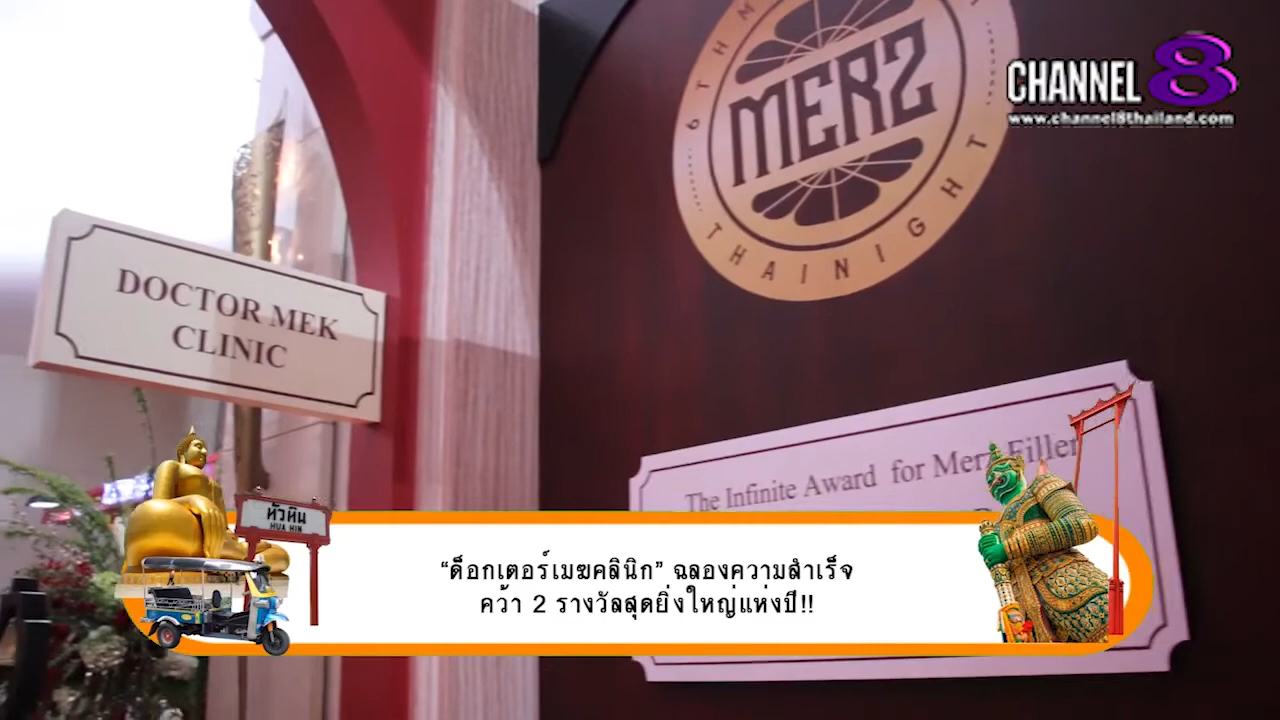 CHANNEL 8
www.channel8thailand.com
6TH
MERZ
THAINIGHT
DOCTOR MEK
CLINIC
The Infinite Award for Merz Filler
หัวหิน
HUA HIN
“ด็อกเตอร์เมฆคลินิก” ฉลองความสำเร็จ
คว้า 2 รางวัลสุดยิ่งใหญ่แห่งปี!!